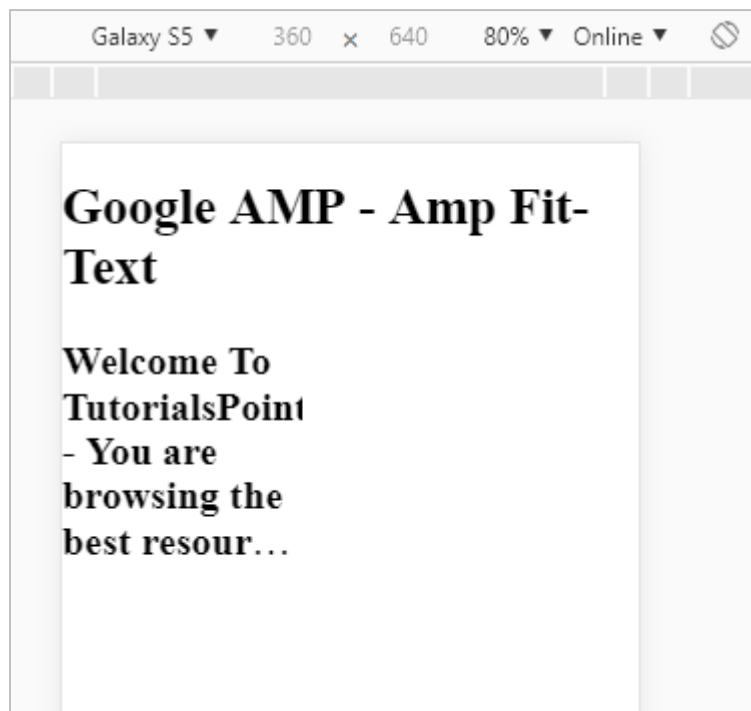 Galaxy S5 ▼ 360 × 640 80% ▼ Online ▼
Google AMP - Amp Fit-
Text
Welcome To
TutorialsPoint
- You are
browsing the
best resour…